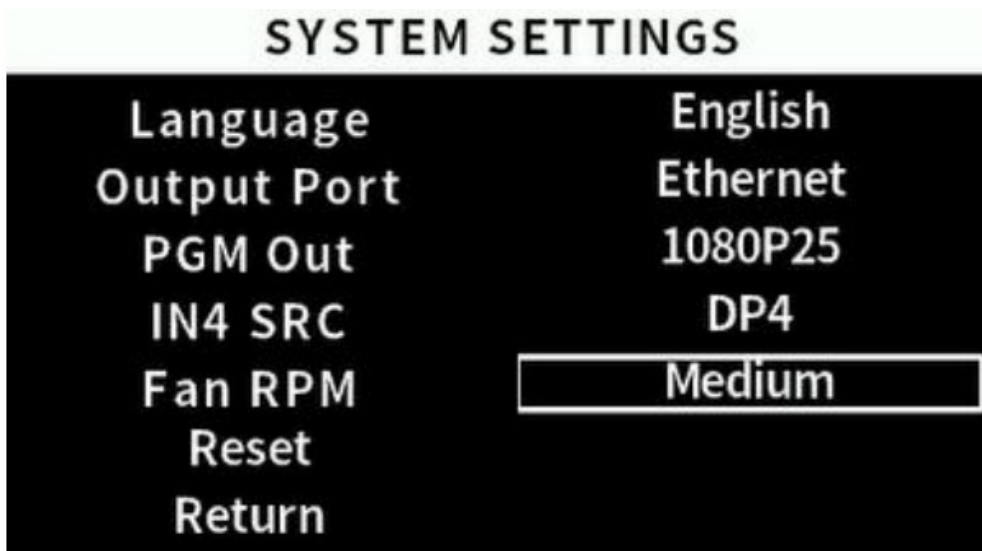 SYSTEM SETTINGS
Language English
Output Port Ethernet
PGM Out 1080P25
IN4 SRC DP4
Fan RPM Medium
Reset
Return